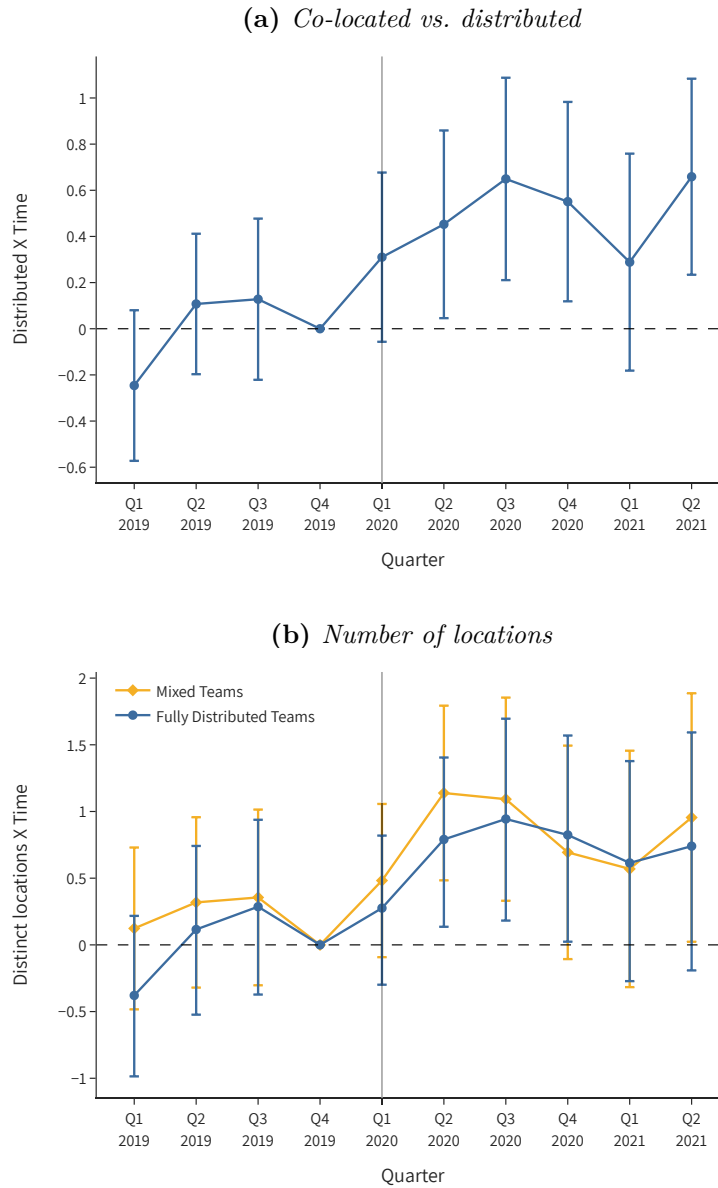 (a) Co-located vs. distributed
Distributed X Time
1
0.8
0.6
0.4
0.2
0
−0.2
−0.4
−0.6
Q1 Q2 Q3 Q4 Q1 Q2 Q3 Q4 Q1 Q2
2019 2019 2019 2019 2020 2020 2020 2020 2021 2021
Quarter
(b) Number of locations
Distinct locations X Time
Mixed Teams
Fully Distributed Teams
2
1.5
1
0.5
0
−0.5
−1
Q1 Q2 Q3 Q4 Q1 Q2 Q3 Q4 Q1 Q2
2019 2019 2019 2019 2020 2020 2020 2020 2021 2021
Quarter